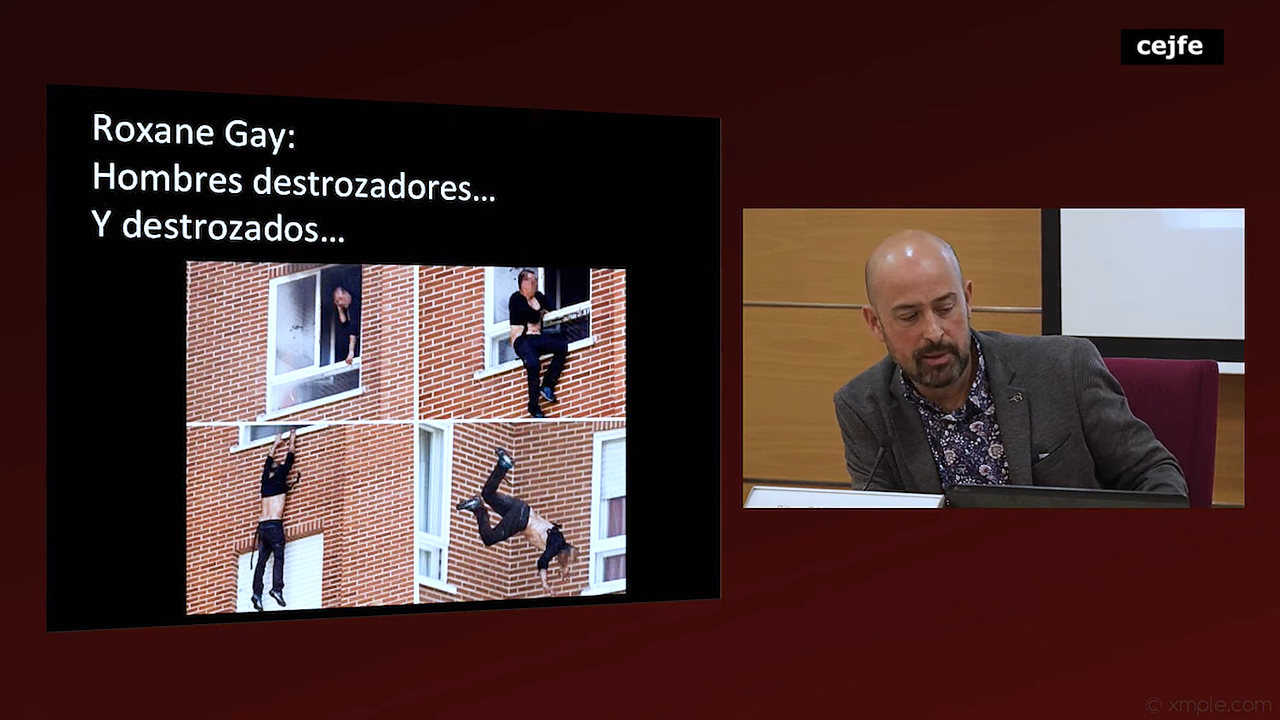 cejfe
Roxane Gay:
Hombres destrozadores...
Y destrozados...
© xmple.com